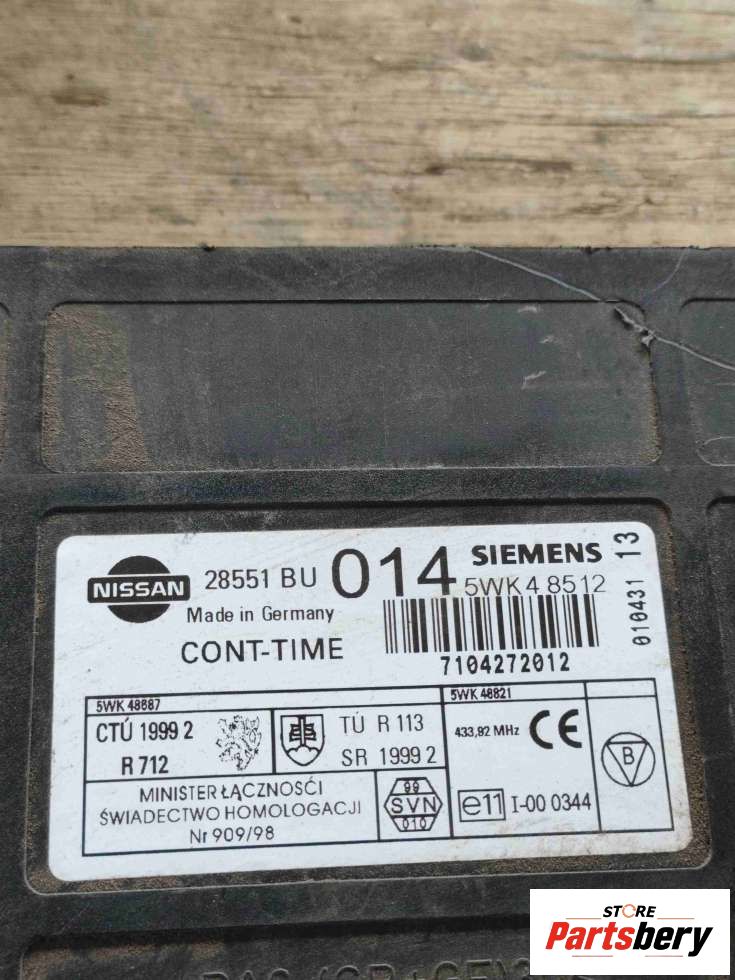 NISSAN 28551 BU 014 SIEMENS
5WK4 8512
Made in Germany
CONT-TIME
7104272012
010431 13
5WK 48687
CTÚ 1999 2
R 712
TÚ R 113
SR 1999 2
MINISTER ŁĄCZNOŚCI
ŚWIADECTWO HOMOLOGACJI
Nr 909/98
99
SVN
010
5WK 48821
433,92 MHz CE
e11 I-00 0344
B
STORE
Partsbery